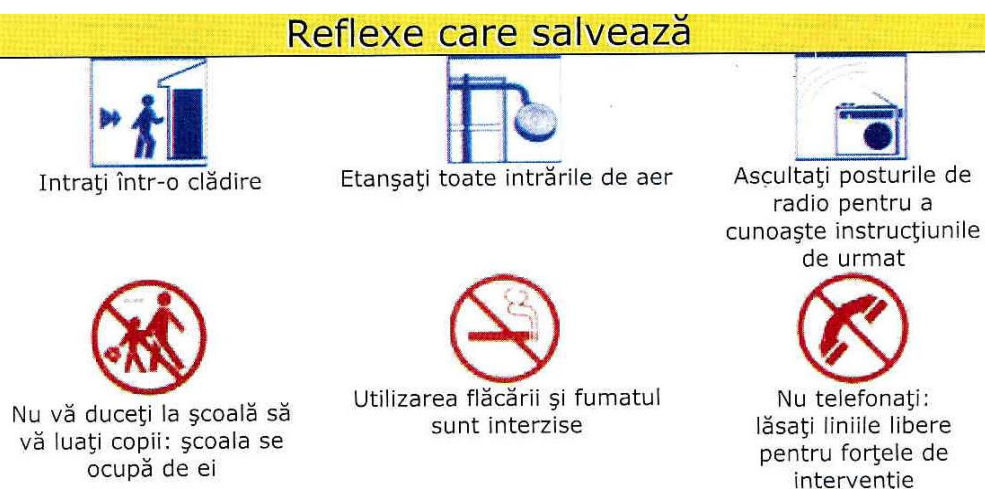 Reflexe care salvează
Intraţi într-o clădire
Etanşaţi toate intrările de aer
Ascultaţi posturile de
radio pentru a
cunoaşte instrucţiunile
de urmat
Nu vă duceţi la şcoală să
vă luaţi copii: şcoala se
ocupă de ei
Utilizarea flăcării şi fumatul
sunt interzise
Nu telefonaţi:
lăsaţi liniile libere
pentru forţele de
intervenţie